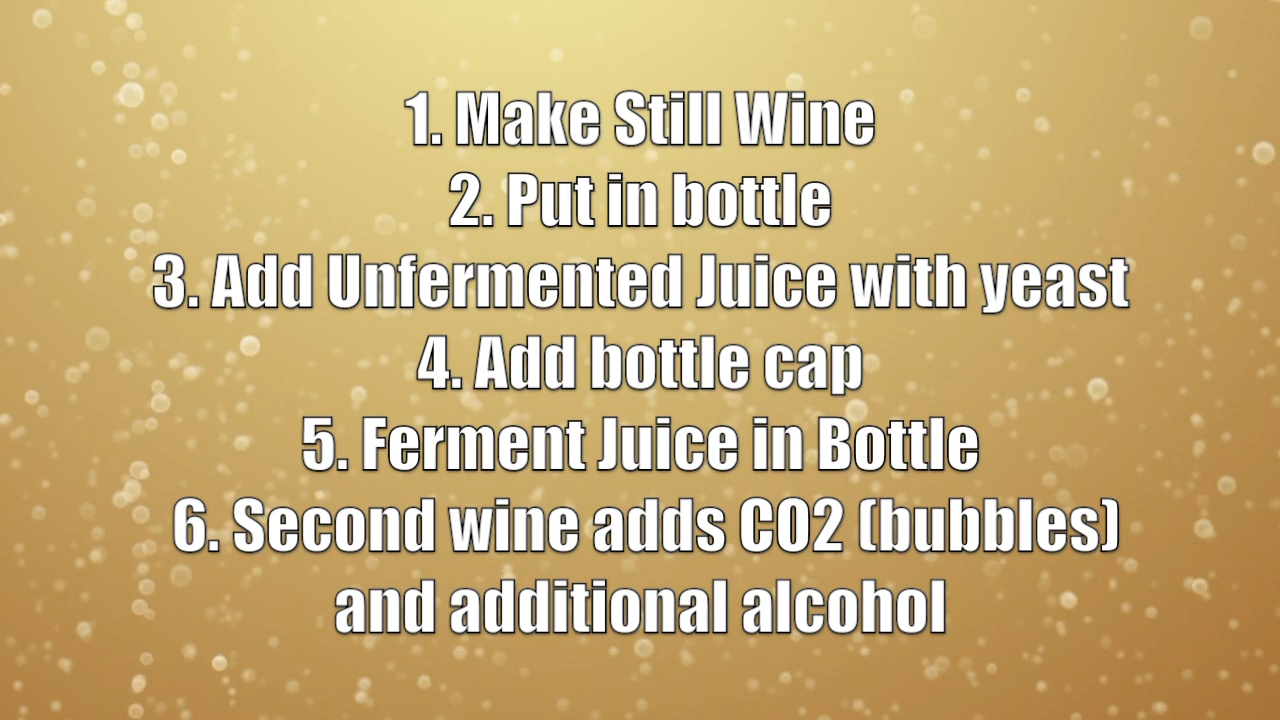 1. Make Still Wine
2. Put in bottle
3. Add Unfermented Juice with yeast
4. Add bottle cap
5. Ferment Juice in Bottle
6. Second wine adds CO2 (bubbles)
and additional alcohol